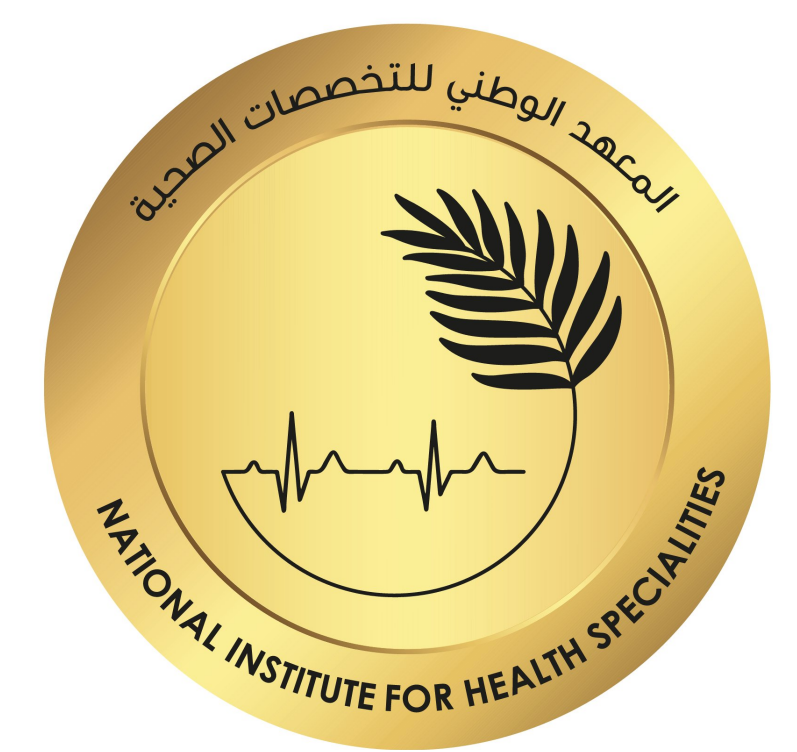 المعهد الوطني للتخصصات الصحية
NATIONAL INSTITUTE FOR HEALTH SPECIALITIES